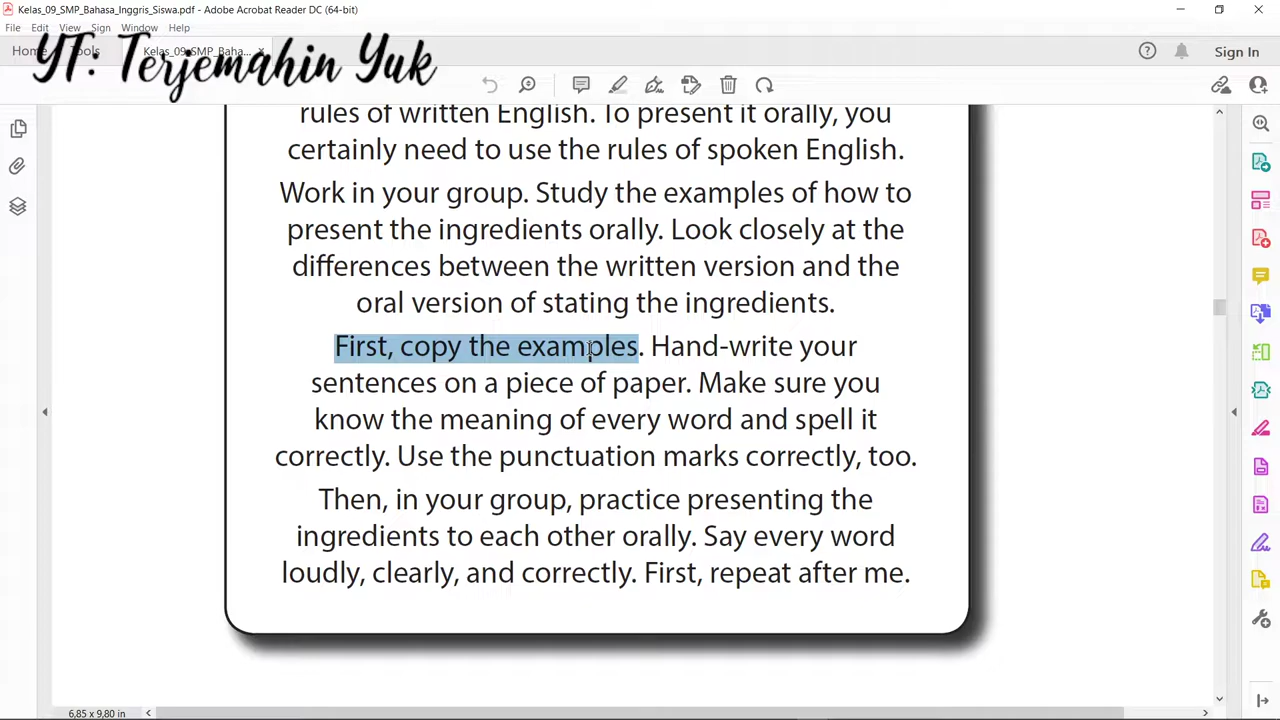 Kelas_09_SMP_Bahasa_Inggris_Siswa.pdf - Adobe Acrobat Reader DC (64-bit)
File Edit View Sign Window Help
Home Tools Kelas_09_SMP_Baha... × Sign In
YT: Terjemahin Yuk
rules of written English. To present it orally, you
certainly need to use the rules of spoken English.
Work in your group. Study the examples of how to
present the ingredients orally. Look closely at the
differences between the written version and the
oral version of stating the ingredients.
First, copy the examples. Hand-write your
sentences on a piece of paper. Make sure you
know the meaning of every word and spell it
correctly. Use the punctuation marks correctly, too.
Then, in your group, practice presenting the
ingredients to each other orally. Say every word
loudly, clearly, and correctly. First, repeat after me.
6,85 x 9,80 in